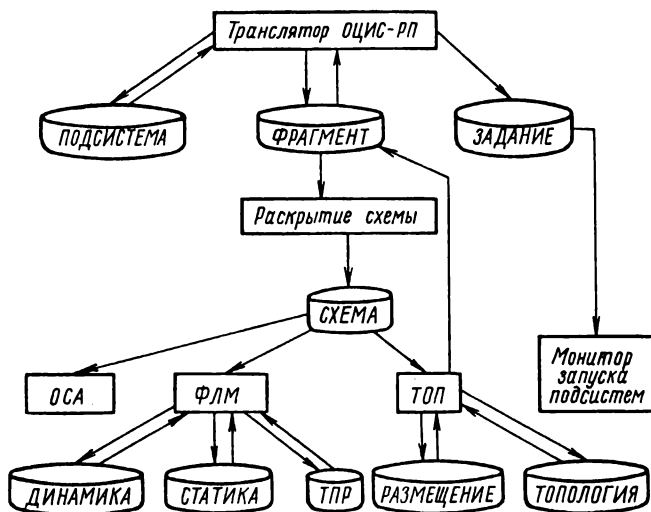 Транслятор ОЦИС-РП
ПОДСИСТЕМА
ФРАГМЕНТ
ЗАДАНИЕ
Раскрытие схемы
СХЕМА
Монитор
запуска
подсистем
ОСА
ФЛМ
ТОП
ДИНАМИКА
СТАТИКА
ТПР
РАЗМЕЩЕНИЕ
ТОПОЛОГИЯ